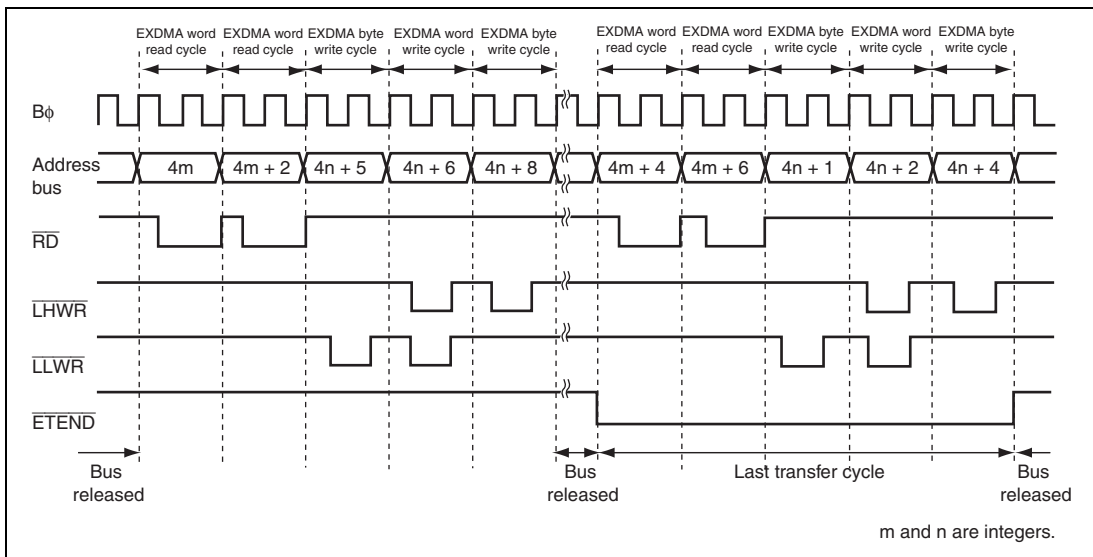 EXDMA word read cycle
EXDMA word read cycle
EXDMA byte write cycle
EXDMA word write cycle
EXDMA byte write cycle
EXDMA word read cycle
EXDMA word read cycle
EXDMA byte write cycle
EXDMA word write cycle
EXDMA byte write cycle
Bϕ
Address bus
4m
4m + 2
4n + 5
4n + 6
4n + 8
4m + 4
4m + 6
4n + 1
4n + 2
4n + 4
RD
LHWR
LLWR
ETEND
Bus released
Bus released
Last transfer cycle
Bus released
m and n are integers.